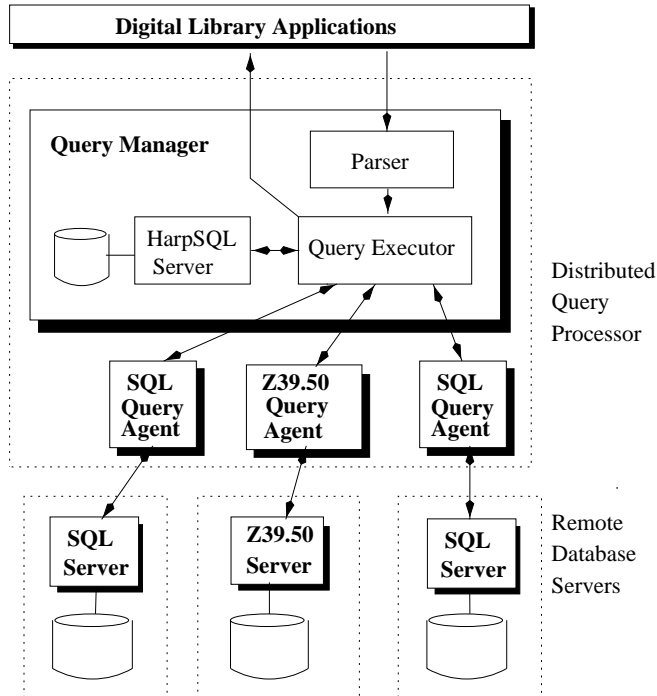 Digital Library Applications
Query Manager
Parser
HarpSQL
Server
Query Executor
Distributed
Query
Processor
SQL
Query
Agent
Z39.50
Query
Agent
SQL
Query
Agent
SQL
Server
Z39.50
Server
SQL
Server
Remote
Database
Servers